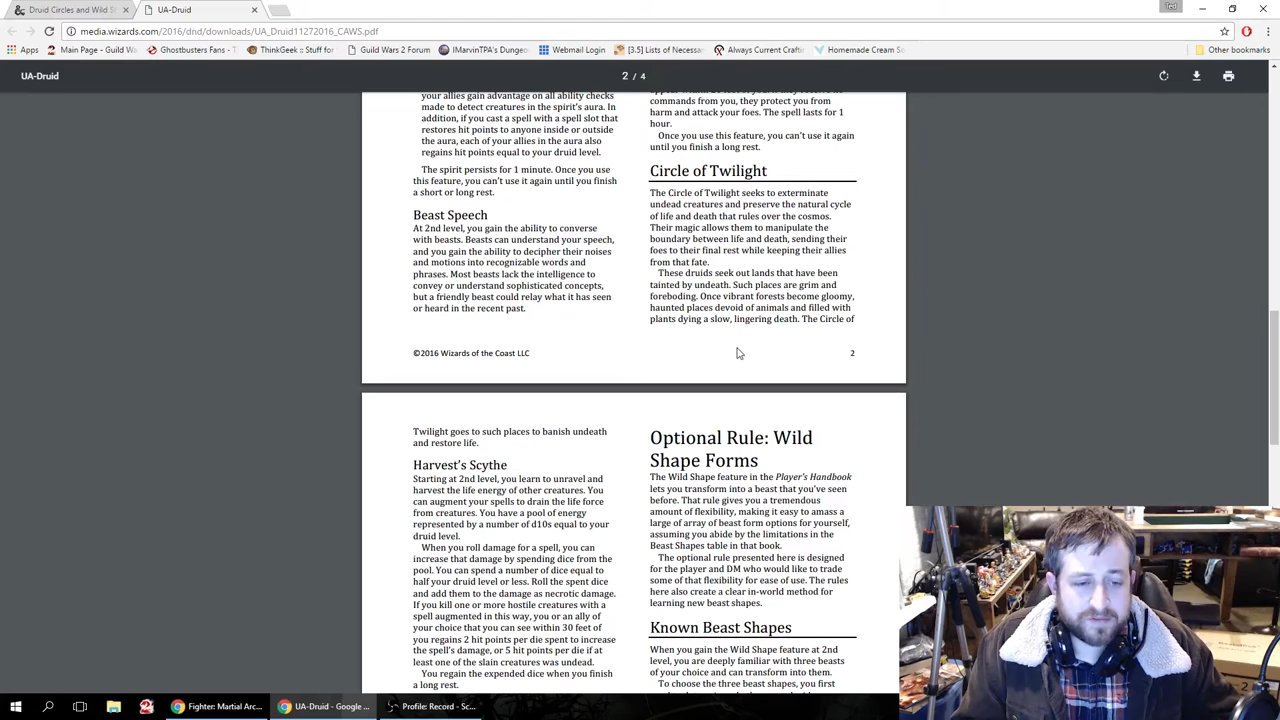 Druid Circles and Wild S
UA-Druid
Ted
media.wizards.com/dnd/downloads/UA_Druid11272016_CAWS.pdf
Apps
Main Page - Guild Wa
Ghostbusters Fans - T
ThinkGeek :: Stuff for
Guild Wars 2 Forum
IMarvinTPA's Dungeo
Webmail Login
[3.5] Lists of Necessar
Always Current Crafti
Homemade Cream So
Other bookmarks
UA-Druid
2 / 4
your allies gain advantage on all ability checks
made to detect creatures in the spirit's aura. In
addition, if you cast a spell with a spell slot that
restores hit points to anyone inside or outside
the aura, each of your allies in the aura also
regains hit points equal to your druid level.
The spirit persists for 1 minute. Once you use
this feature, you can't use it again until you finish
a short or long rest.
Beast Speech
At 2nd level, you gain the ability to converse
with beasts. Beasts can understand your speech,
and you gain the ability to decipher their noises
and motions into recognizable words and
phrases. Most beasts lack the intelligence to
convey or understand sophisticated concepts,
but a friendly beast could relay what it has seen
or heard in the recent past.
commands from you, they protect you from
harm and attack your foes. The spell lasts for 1
hour.
Once you use this feature, you can't use it again
until you finish a long rest.
Circle of Twilight
The Circle of Twilight seeks to exterminate
undead creatures and preserve the natural cycle
of life and death that rules over the cosmos.
Their magic allows them to manipulate the
boundary between life and death, sending their
foes to their final rest while keeping their allies
from that fate.
These druids seek out lands that have been
tainted by undeath. Such places are grim and
foreboding. Once vibrant forests become gloomy,
haunted places devoid of animals and filled with
plants dying a slow, lingering death. The Circle of
©2016 Wizards of the Coast LLC
2
Twilight goes to such places to banish undeath
and restore life.
Harvest's Scythe
Starting at 2nd level, you learn to unravel and
harvest the life energy of other creatures. You
can augment your spells to drain the life force
from creatures. You have a pool of energy
represented by a number of d10s equal to your
druid level.
When you roll damage for a spell, you can
increase that damage by spending dice from the
pool. You can spend a number of dice equal to
half your druid level or less. Roll the spent dice
and add them to the damage as necrotic damage.
If you kill one or more hostile creatures with a
spell augmented in this way, you or an ally of
your choice that you can see within 30 feet of
you regains 2 hit points per die spent to increase
the spell's damage, or 5 hit points per die if at
least one of the slain creatures was undead.
You regain the expended dice when you finish
a long rest.
Optional Rule: Wild
Shape Forms
The Wild Shape feature in the Player's Handbook
lets you transform into a beast that you've seen
before. That rule gives you a tremendous
amount of flexibility, making it easy to amass a
large of array of beast form options for yourself,
assuming you abide by the limitations in the
Beast Shapes table in that book.
The optional rule presented here is designed
for the player and DM who would like to trade
some of that flexibility for ease of use. The rules
here also create a clear in-world method for
learning new beast shapes.
Known Beast Shapes
When you gain the Wild Shape feature at 2nd
level, you are deeply familiar with three beasts
of your choice and can transform into them.
To choose the three beast shapes, you first
Fighter: Martial Arc...
UA-Druid - Google ...
Profile: Record - Sc...